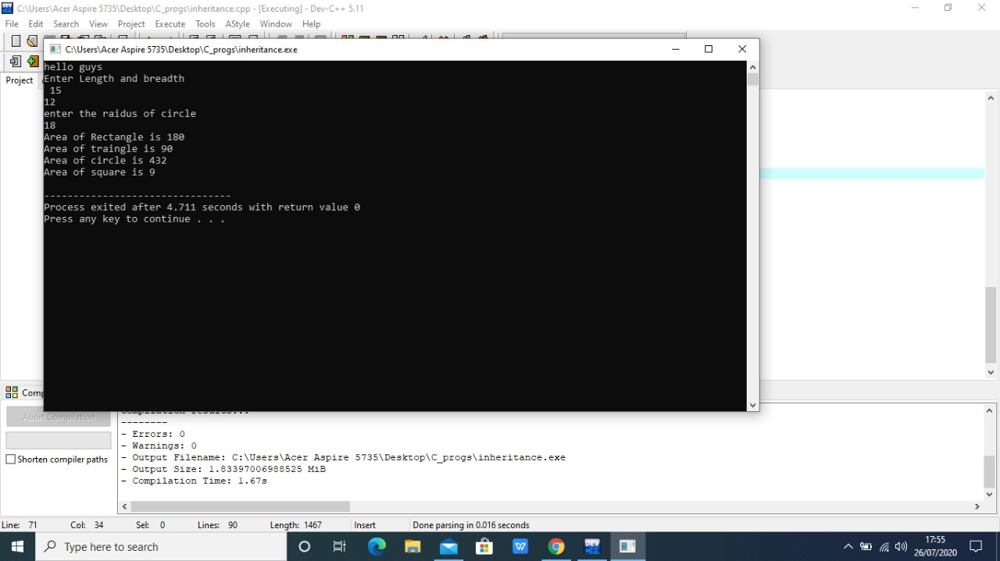 C:\Users\Acer Aspire 5735\Desktop\C_progs\inheritance.cpp - [Executing] - Dev-C++ 5.11
File Edit Search View Project Execute Tools AStyle Window Help
C:\Users\Acer Aspire 5735\Desktop\C_progs\inheritance.exe
Project
hello guys
Enter Length and breadth
15
12
enter the raidus of circle
18
Area of Rectangle is 180
Area of traingle is 90
Area of circle is 432
Area of square is 9
--------------------------------
Process exited after 4.711 seconds with return value 0
Press any key to continue . . .
Comp
Abort Compilation
Shorten compiler paths
Compilation results...
--------
- Errors: 0
- Warnings: 0
- Output Filename: C:\Users\Acer Aspire 5735\Desktop\C_progs\inheritance.exe
- Output Size: 1.83397006988525 MiB
- Compilation Time: 1.67s
Line: 71 Col: 34 Sel: 0 Lines: 90 Length: 1467 Insert Done parsing in 0.016 seconds
Type here to search
DEV
17:55
26/07/2020